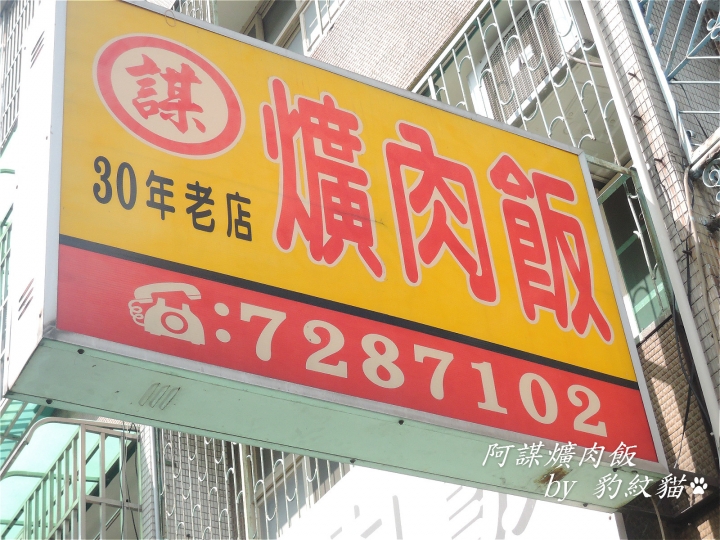 謀
爌肉飯
30年老店
☎:7287102
阿謀爌肉飯
by 豹紋貓